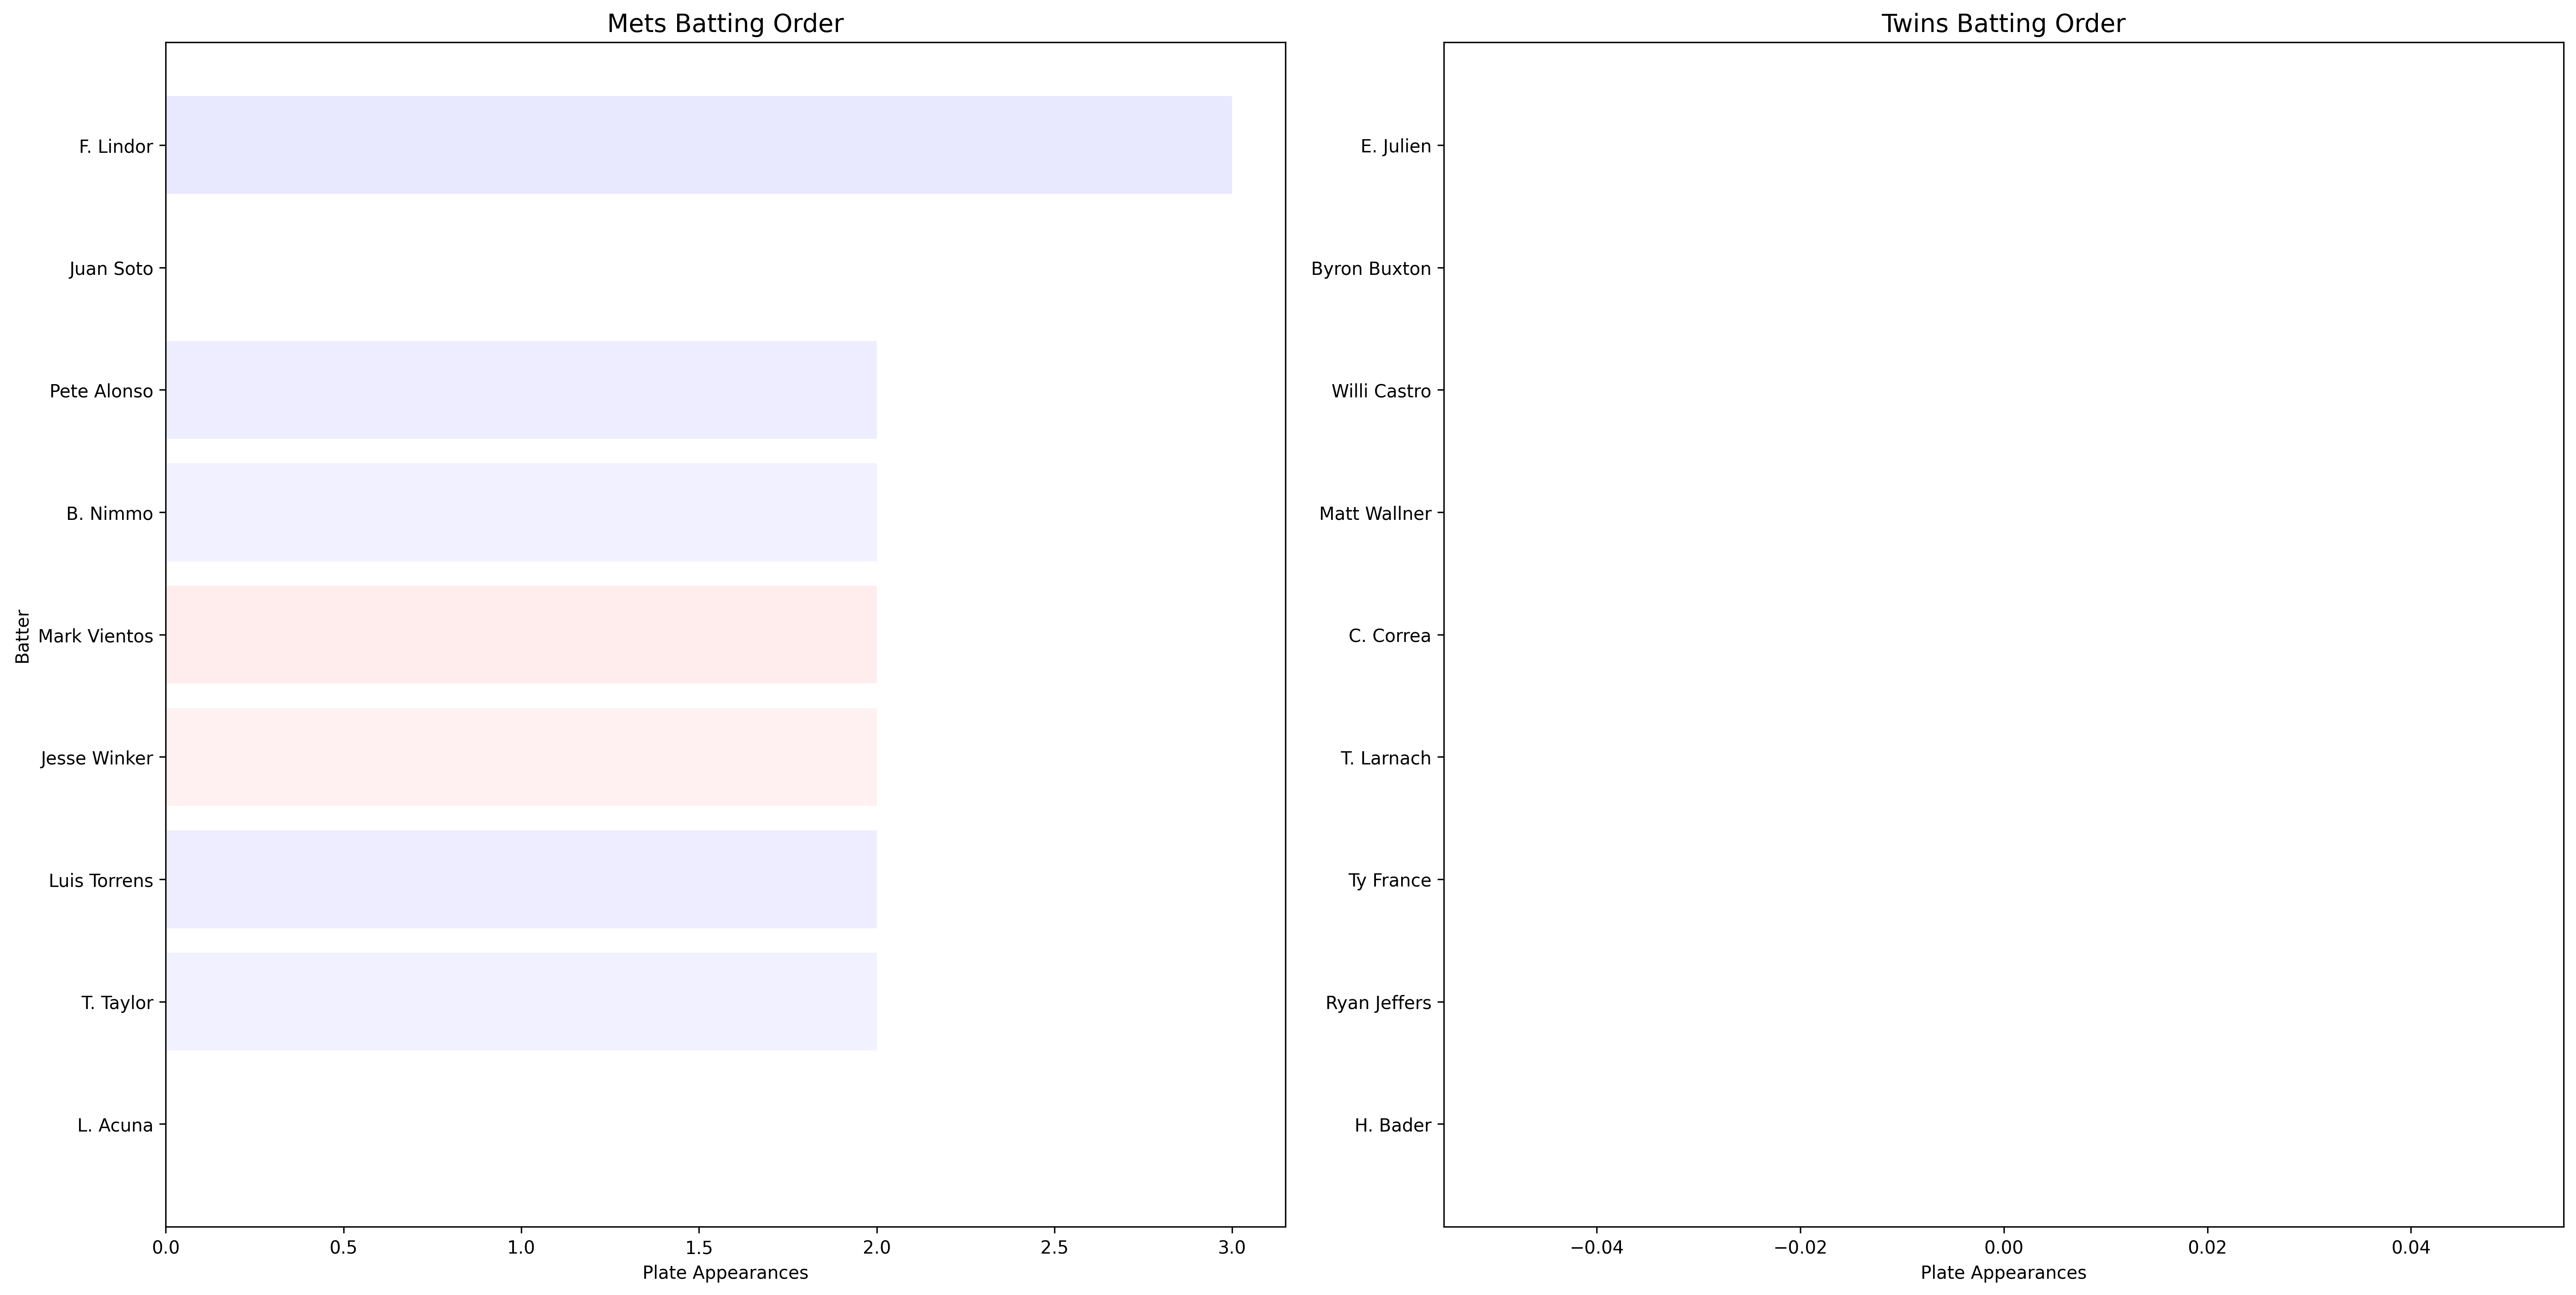 Mets Batting Order
Batter
F. Lindor
Juan Soto
Pete Alonso
B. Nimmo
Mark Vientos
Jesse Winker
Luis Torrens
T. Taylor
L. Acuna
0.0 0.5 1.0 1.5 2.0 2.5 3.0
Plate Appearances
Twins Batting Order
E. Julien
Byron Buxton
Willi Castro
Matt Wallner
C. Correa
T. Larnach
Ty France
Ryan Jeffers
H. Bader
−0.04 −0.02 0.00 0.02 0.04
Plate Appearances